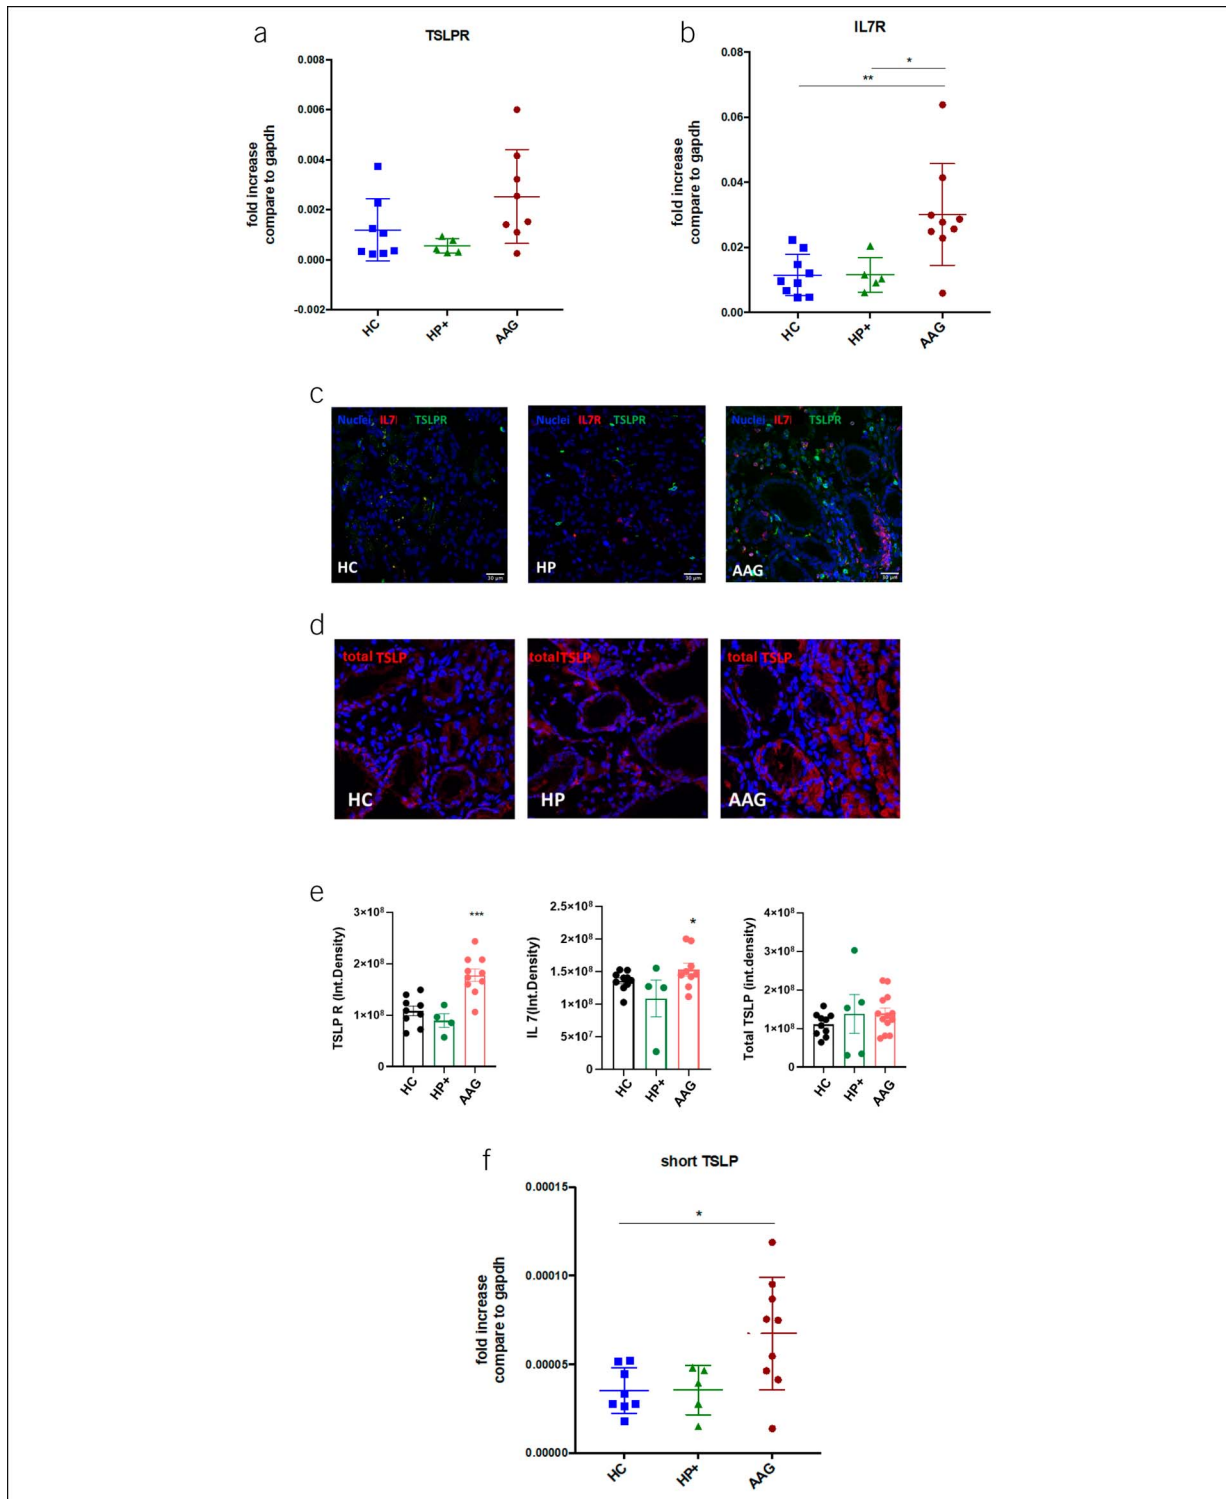 a
TSLPR
fold increase
compare to gapdh
0.008
0.006
0.004
0.002
0.000
-0.002
HC
HP+
AAG
b
IL7R
fold increase
compare to gapdh
0.08
0.06
0.04
0.02
0.00
*
**
HC
HP+
AAG
c
Nuclei IL7 TSLPR
HC
30 µm
Nuclei IL7R TSLPR
HP
30 µm
Nuclei IL7 TSLPR
AAG
30 µm
d
total TSLP
HC
total TSLP
HP
total TSLP
AAG
e
TSLP R (Int.Density)
3×10⁸
2×10⁸
1×10⁸
0
***
HC
HP+
AAG
IL 7(Int.Density)
2.5×10⁸
2×10⁸
1.5×10⁸
1×10⁸
5×10⁷
0
*
HC
HP+
AAG
Total TSLP (int.density)
4×10⁸
3×10⁸
2×10⁸
1×10⁸
0
HC
HP+
AAG
f
short TSLP
fold increase
compare to gapdh
0.00015
0.00010
0.00005
0.00000
*
HC
HP+
AAG